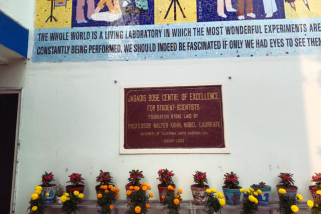 THE WHOLE WORLD IS A LIVING LABORATORY IN WHICH THE MOST WONDERFUL EXPERIMENTS ARE
CONSTANTLY BEING PERFORMED, WE SHOULD INDEED BE FASCINATED IF ONLY WE HAD EYES TO SEE THEM
JAGADIS BOSE CENTRE OF EXCELLENCE
FOR STUDENT-SCIENTISTS
FOUNDATION STONE LAID BY
PROFESSOR WALTER KOHN, NOBEL LAUREATE